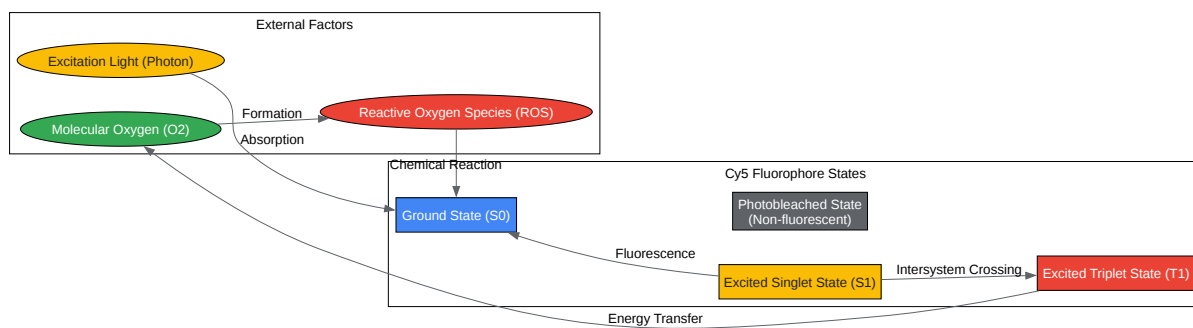 External Factors
Excitation Light (Photon)
Formation
Reactive Oxygen Species (ROS)
Molecular Oxygen (O2)
Absorption
Chemical Reaction
Cy5 Fluorophore States
Photobleached State
(Non-fluorescent)
Ground State (S0)
Fluorescence
Intersystem Crossing
Excited Singlet State (S1)
Excited Triplet State (T1)
Energy Transfer